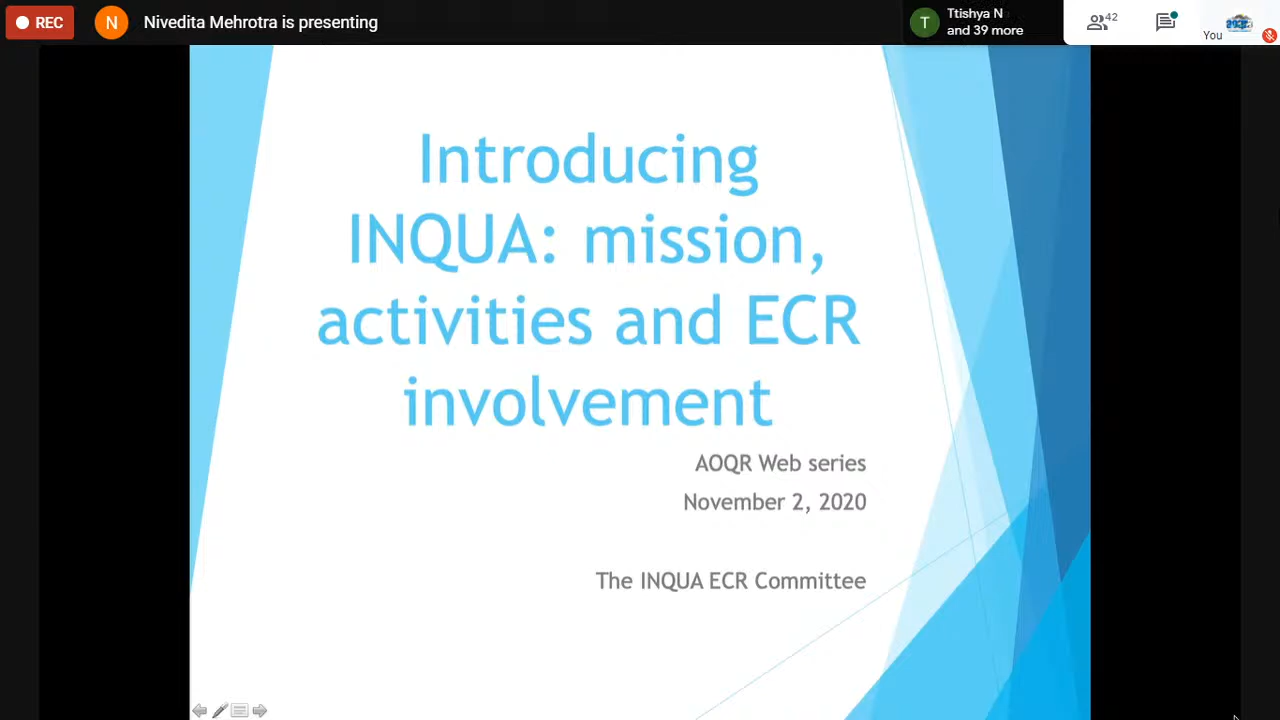 REC
N
Nivedita Mehrotra is presenting
T
Ttishya N
and 39 more
42
You
Introducing
INQUA: mission,
activities and ECR
involvement
AOQR Web series
November 2, 2020
The INQUA ECR Committee